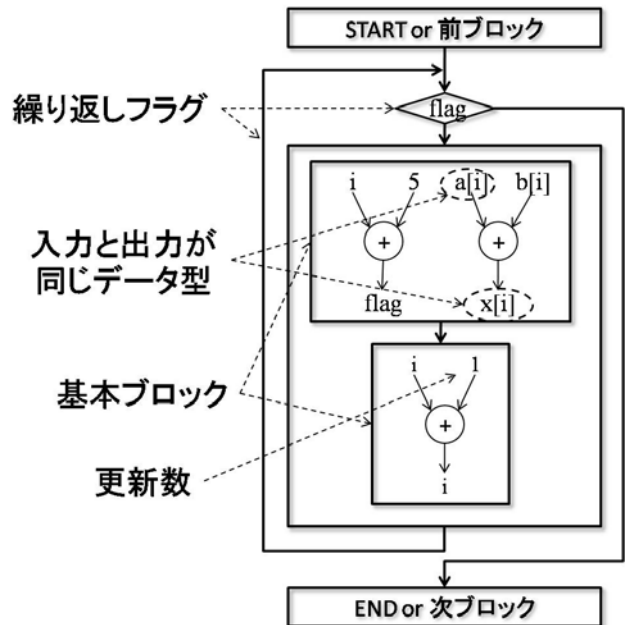 START or 前ブロック
繰り返しフラグ
flag
i 5 a[i] b[i]
+ +
入力と出力が
同じデータ型
flag x[i]
i 1
基本ブロック
+
更新数
i
END or 次ブロック